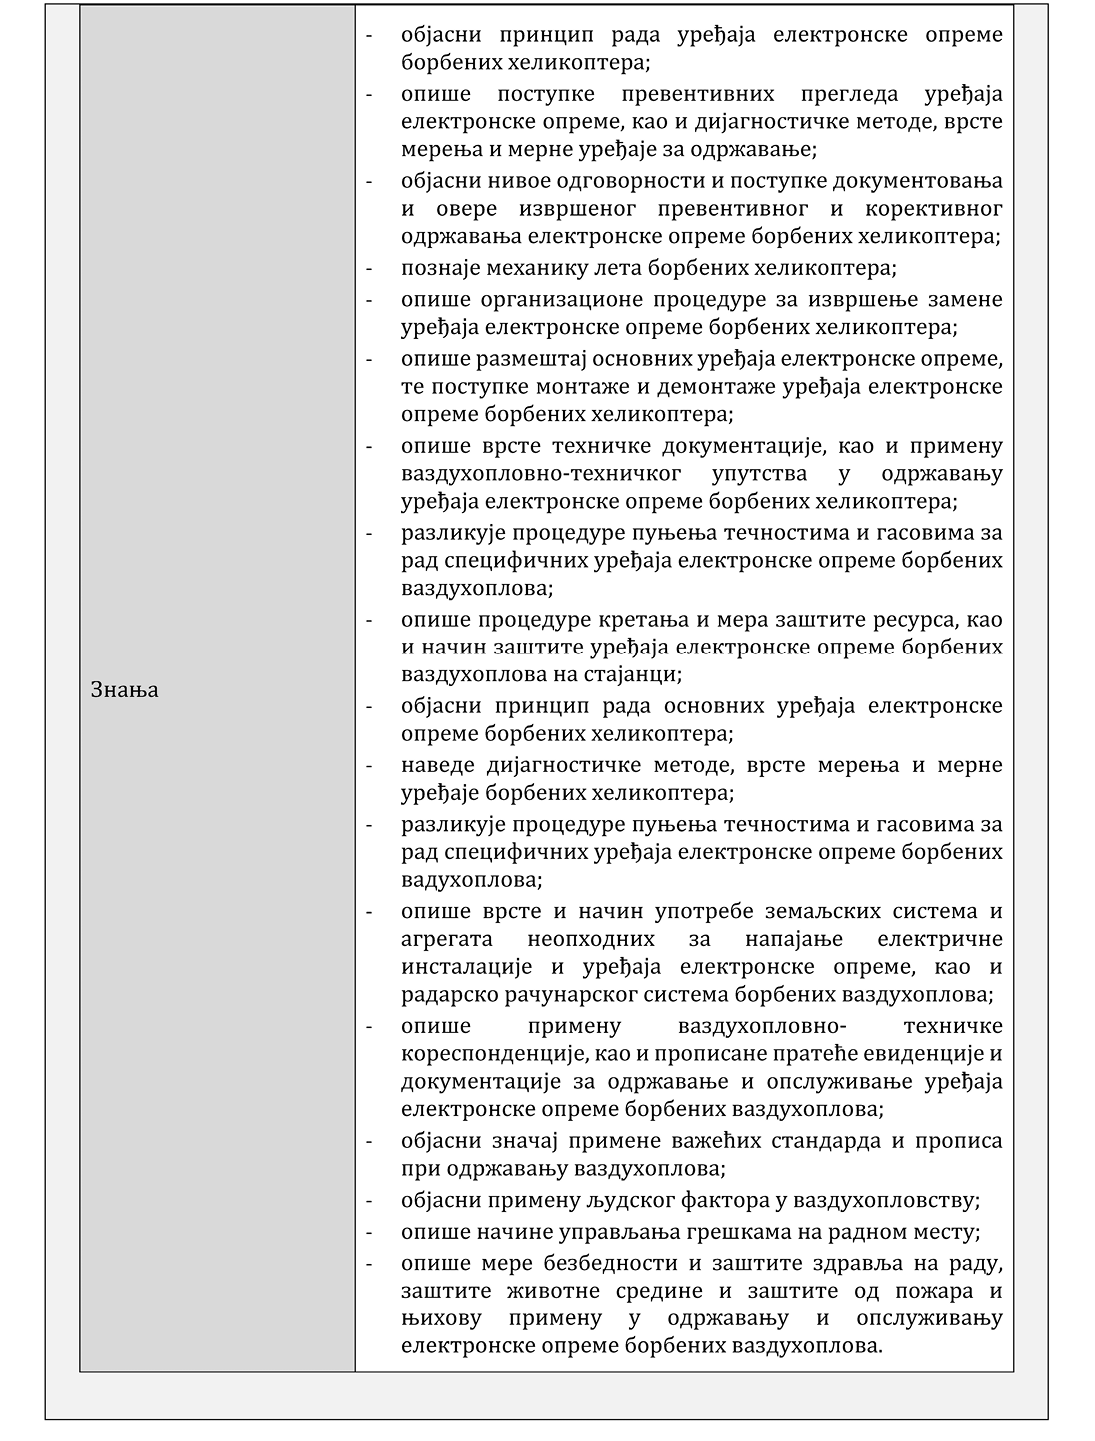 - објасни принцип рада уређаја електронске опреме
борбених хеликоптера;
- опише поступке превентивних прегледа уређаја
електронске опреме, као и дијагностичке методе, врсте
мерења и мерне уређаје за одржавање;
- објасни нивое одговорности и поступке документовања
и овере извршеног превентивног и корективног
одржавања електронске опреме борбених хеликоптера;
- познаје механику лета борбених хеликоптера;
- опише организационе процедуре за извршење замене
уређаја електронске опреме борбених хеликоптера;
- опише размештај основних уређаја електронске опреме,
те поступке монтаже и демонтаже уређаја електронске
опреме борбених хеликоптера;
- опише врсте техничке документације, као и примену
ваздухопловно-техничког упутства у одржавању
уређаја електронске опреме борбених хеликоптера;
- разликује процедуре пуњења течностима и гасовима за
рад специфичних уређаја електронске опреме борбених
ваздухоплова;
- опише процедуре кретања и мера заштите ресурса, као
и начин заштите уређаја електронске опреме борбених
ваздухоплова на стајанци;
Знања
- објасни принцип рада основних уређаја електронске
опреме борбених хеликоптера;
- наведе дијагностичке методе, врсте мерења и мерне
уређаје борбених хеликоптера;
- разликује процедуре пуњења течностима и гасовима за
рад специфичних уређаја електронске опреме борбених
вадухоплова;
- опише врсте и начин употребе земаљских система и
агрегата неопходних за напајање електричне
инсталације и уређаја електронске опреме, као и
радарско рачунарског система борбених ваздухоплова;
- опише примену ваздухопловно- техничке
кореспонденције, као и прописане пратеће евиденције и
документације за одржавање и опслуживање уређаја
електронске опреме борбених ваздухоплова;
- објасни значај примене важећих стандарда и прописа
при одржавању ваздухоплова;
- објасни примену људског фактора у ваздухопловству;
- опише начине управљања грешкама на радном месту;
- опише мере безбедности и заштите здравља на раду,
заштите животне средине и заштите од пожара и
њихову примену у одржавању и опслуживању
електронске опреме борбених ваздухоплова.